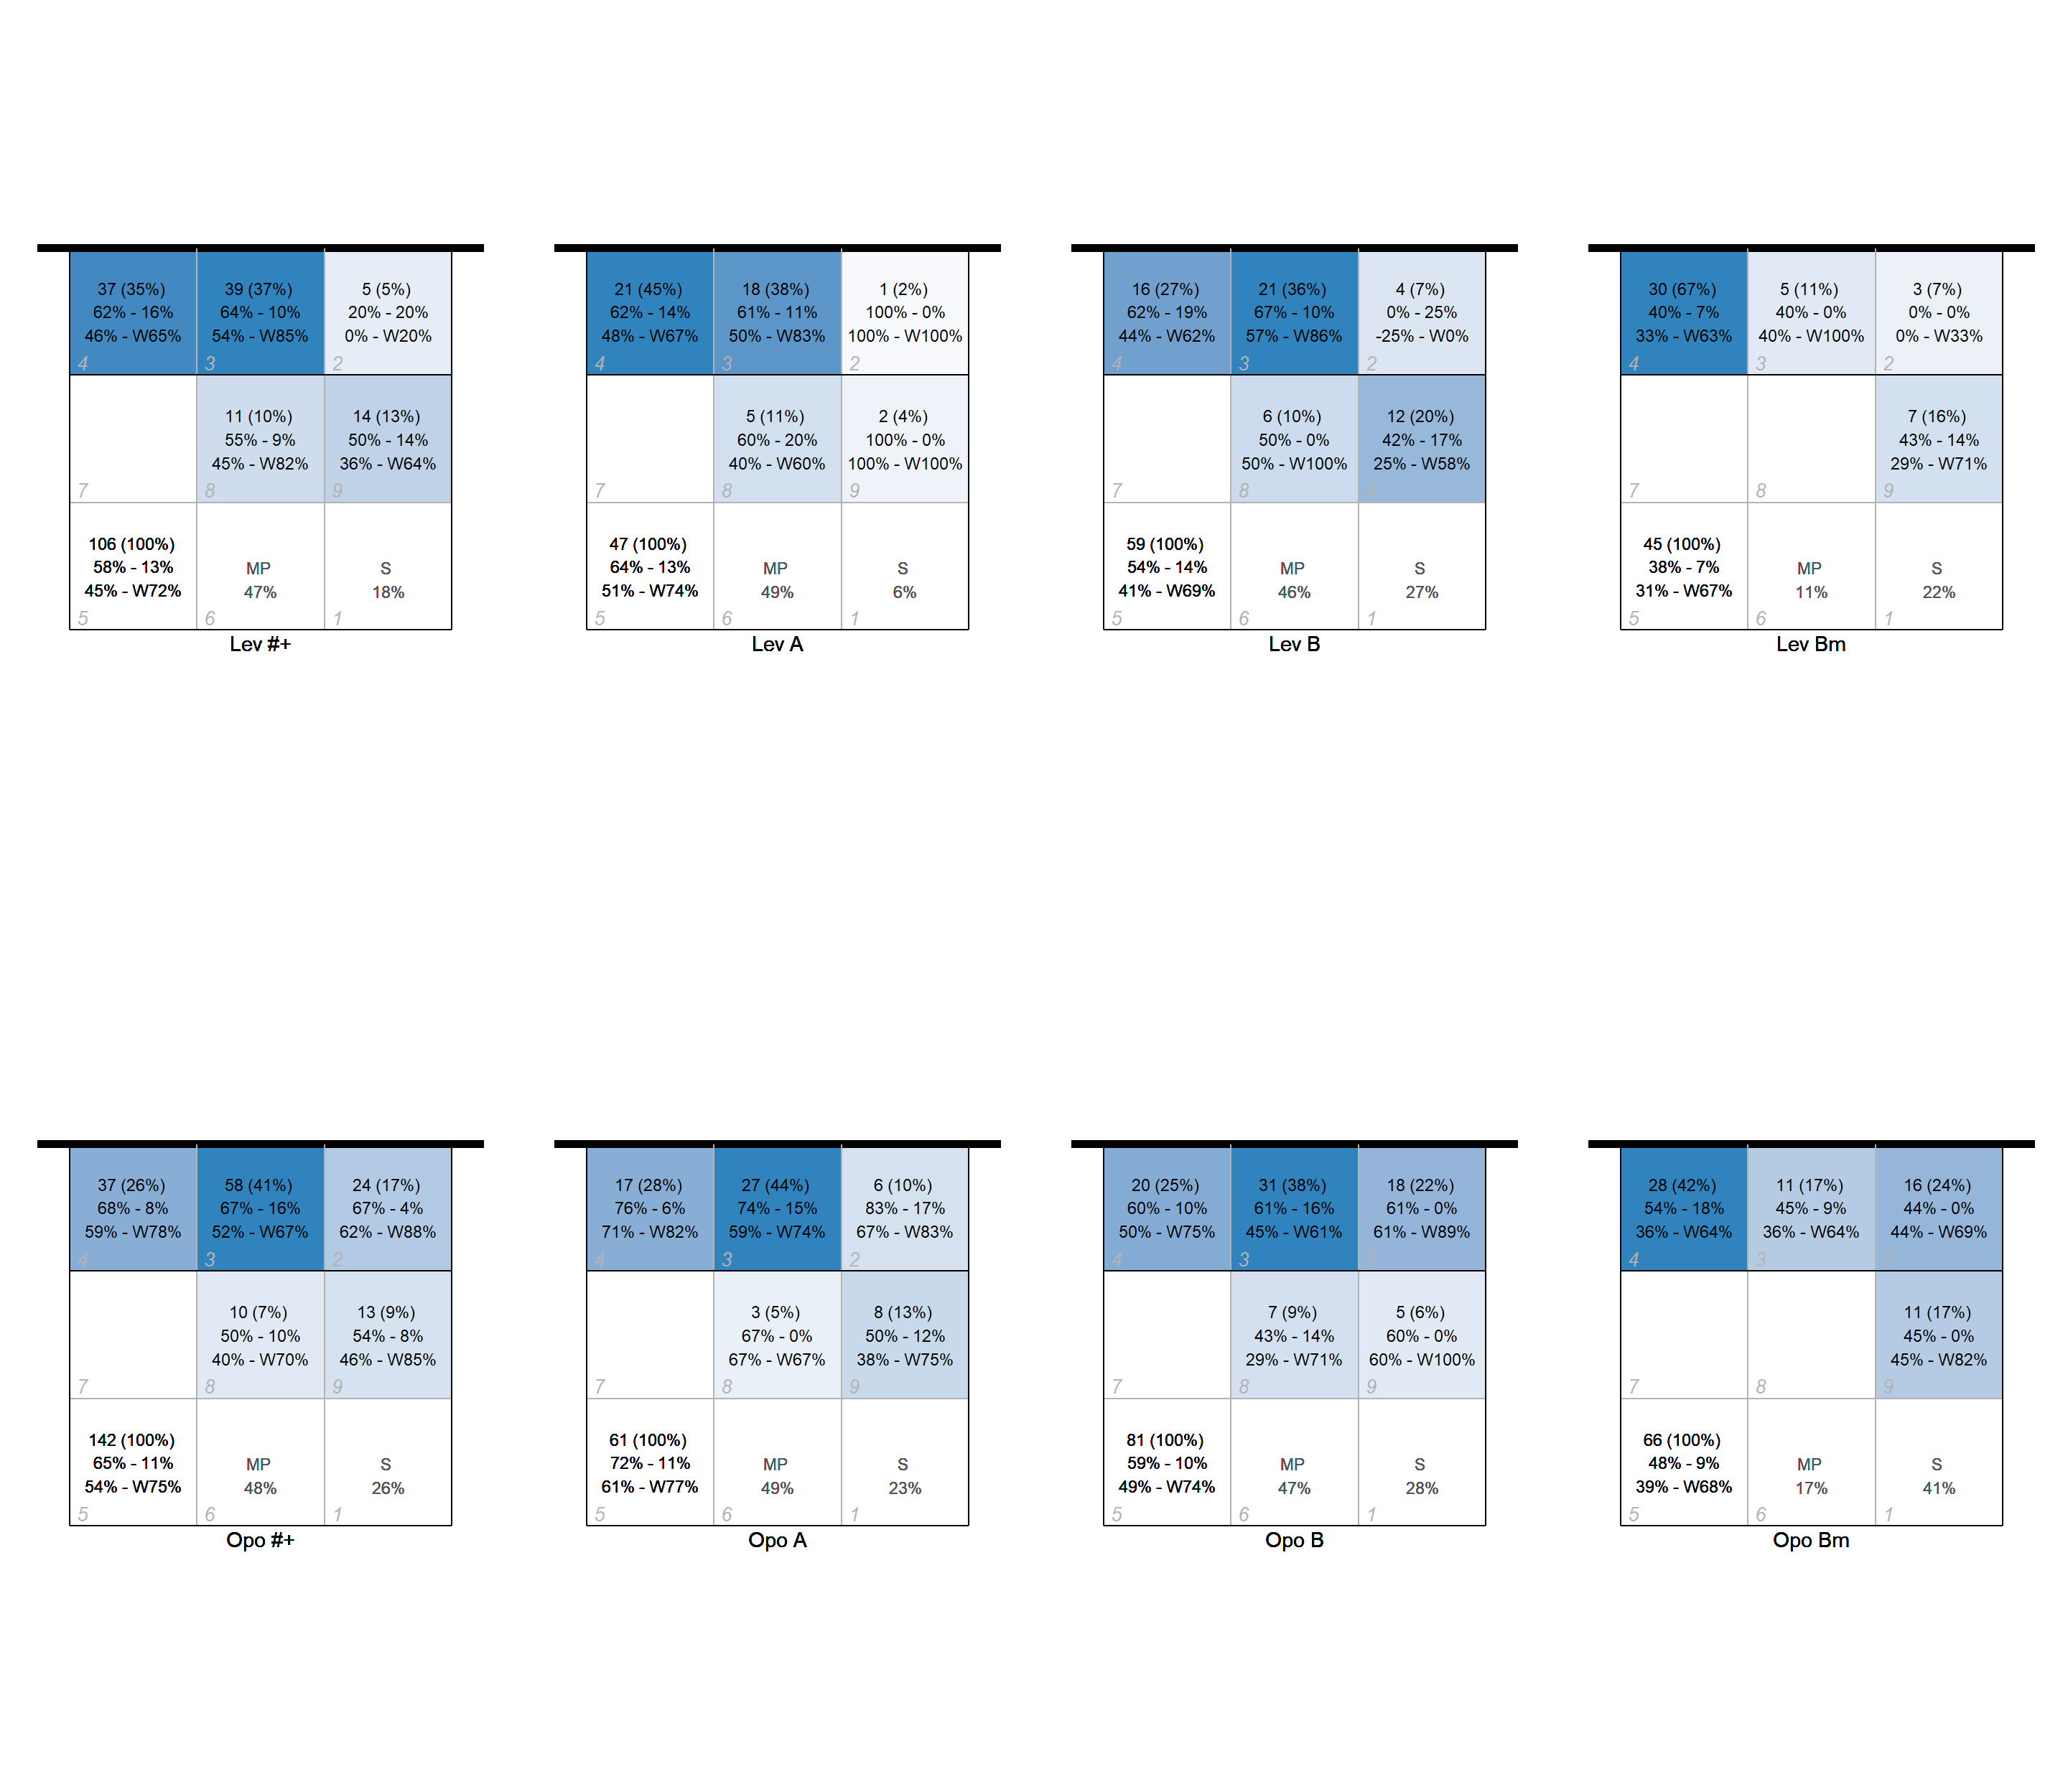 37 (35%)
62% - 16%
46% - W65%
4
39 (37%)
64% - 10%
54% - W85%
3
5 (5%)
20% - 20%
0% - W20%
2
7
11 (10%)
55% - 9%
45% - W82%
8
14 (13%)
50% - 14%
36% - W64%
9
106 (100%)
58% - 13%
45% - W72%
5
MP
47%
6
S
18%
1
Lev #+
21 (45%)
62% - 14%
48% - W67%
4
18 (38%)
61% - 11%
50% - W83%
3
1 (2%)
100% - 0%
100% - W100%
2
7
5 (11%)
60% - 20%
40% - W60%
8
2 (4%)
100% - 0%
100% - W100%
9
47 (100%)
64% - 13%
51% - W74%
5
MP
49%
6
S
6%
1
Lev A
16 (27%)
62% - 19%
44% - W62%
4
21 (36%)
67% - 10%
57% - W86%
3
4 (7%)
0% - 25%
-25% - W0%
2
7
6 (10%)
50% - 0%
50% - W100%
8
12 (20%)
42% - 17%
25% - W58%
9
59 (100%)
54% - 14%
41% - W69%
5
MP
46%
6
S
27%
1
Lev B
30 (67%)
40% - 7%
33% - W63%
4
5 (11%)
40% - 0%
40% - W100%
3
3 (7%)
0% - 0%
0% - W33%
2
7
8
7 (16%)
43% - 14%
29% - W71%
9
45 (100%)
38% - 7%
31% - W67%
5
MP
11%
6
S
22%
1
Lev Bm
37 (26%)
68% - 8%
59% - W78%
4
58 (41%)
67% - 16%
52% - W67%
3
24 (17%)
67% - 4%
62% - W88%
2
7
10 (7%)
50% - 10%
40% - W70%
8
13 (9%)
54% - 8%
46% - W85%
9
142 (100%)
65% - 11%
54% - W75%
5
MP
48%
6
S
26%
1
Opo #+
17 (28%)
76% - 6%
71% - W82%
4
27 (44%)
74% - 15%
59% - W74%
3
6 (10%)
83% - 17%
67% - W83%
2
7
3 (5%)
67% - 0%
67% - W67%
8
8 (13%)
50% - 12%
38% - W75%
9
61 (100%)
72% - 11%
61% - W77%
5
MP
49%
6
S
23%
1
Opo A
20 (25%)
60% - 10%
50% - W75%
4
31 (38%)
61% - 16%
45% - W61%
3
18 (22%)
61% - 0%
61% - W89%
2
7
7 (9%)
43% - 14%
29% - W71%
8
5 (6%)
60% - 0%
60% - W100%
9
81 (100%)
59% - 10%
49% - W74%
5
MP
47%
6
S
28%
1
Opo B
28 (42%)
54% - 18%
36% - W64%
4
11 (17%)
45% - 9%
36% - W64%
3
16 (24%)
44% - 0%
44% - W69%
2
7
8
11 (17%)
45% - 0%
45% - W82%
9
66 (100%)
48% - 9%
39% - W68%
5
MP
17%
6
S
41%
1
Opo Bm